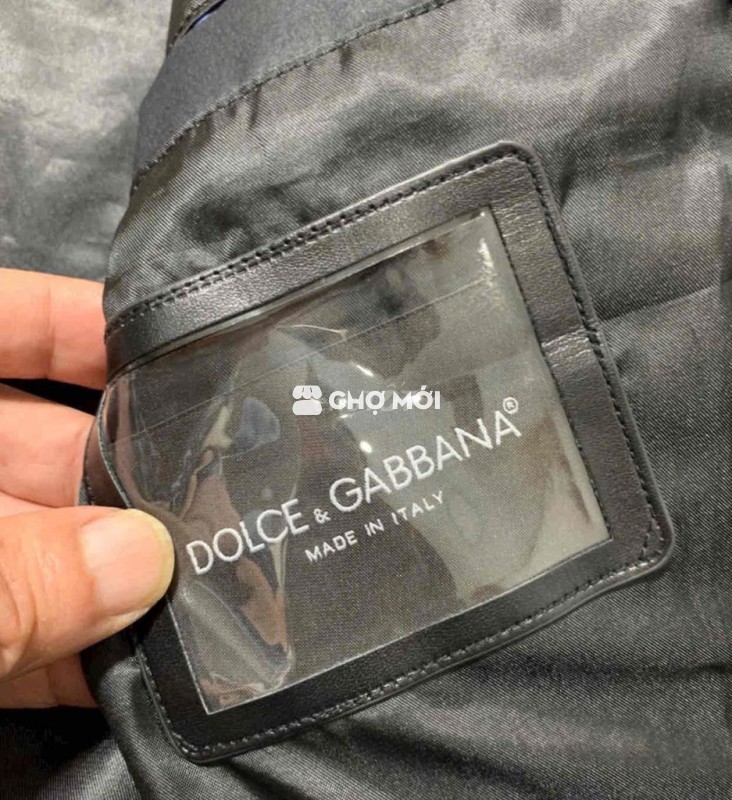 GHỢ MỚI
DOLCE & GABBANA®
MADE IN ITALY